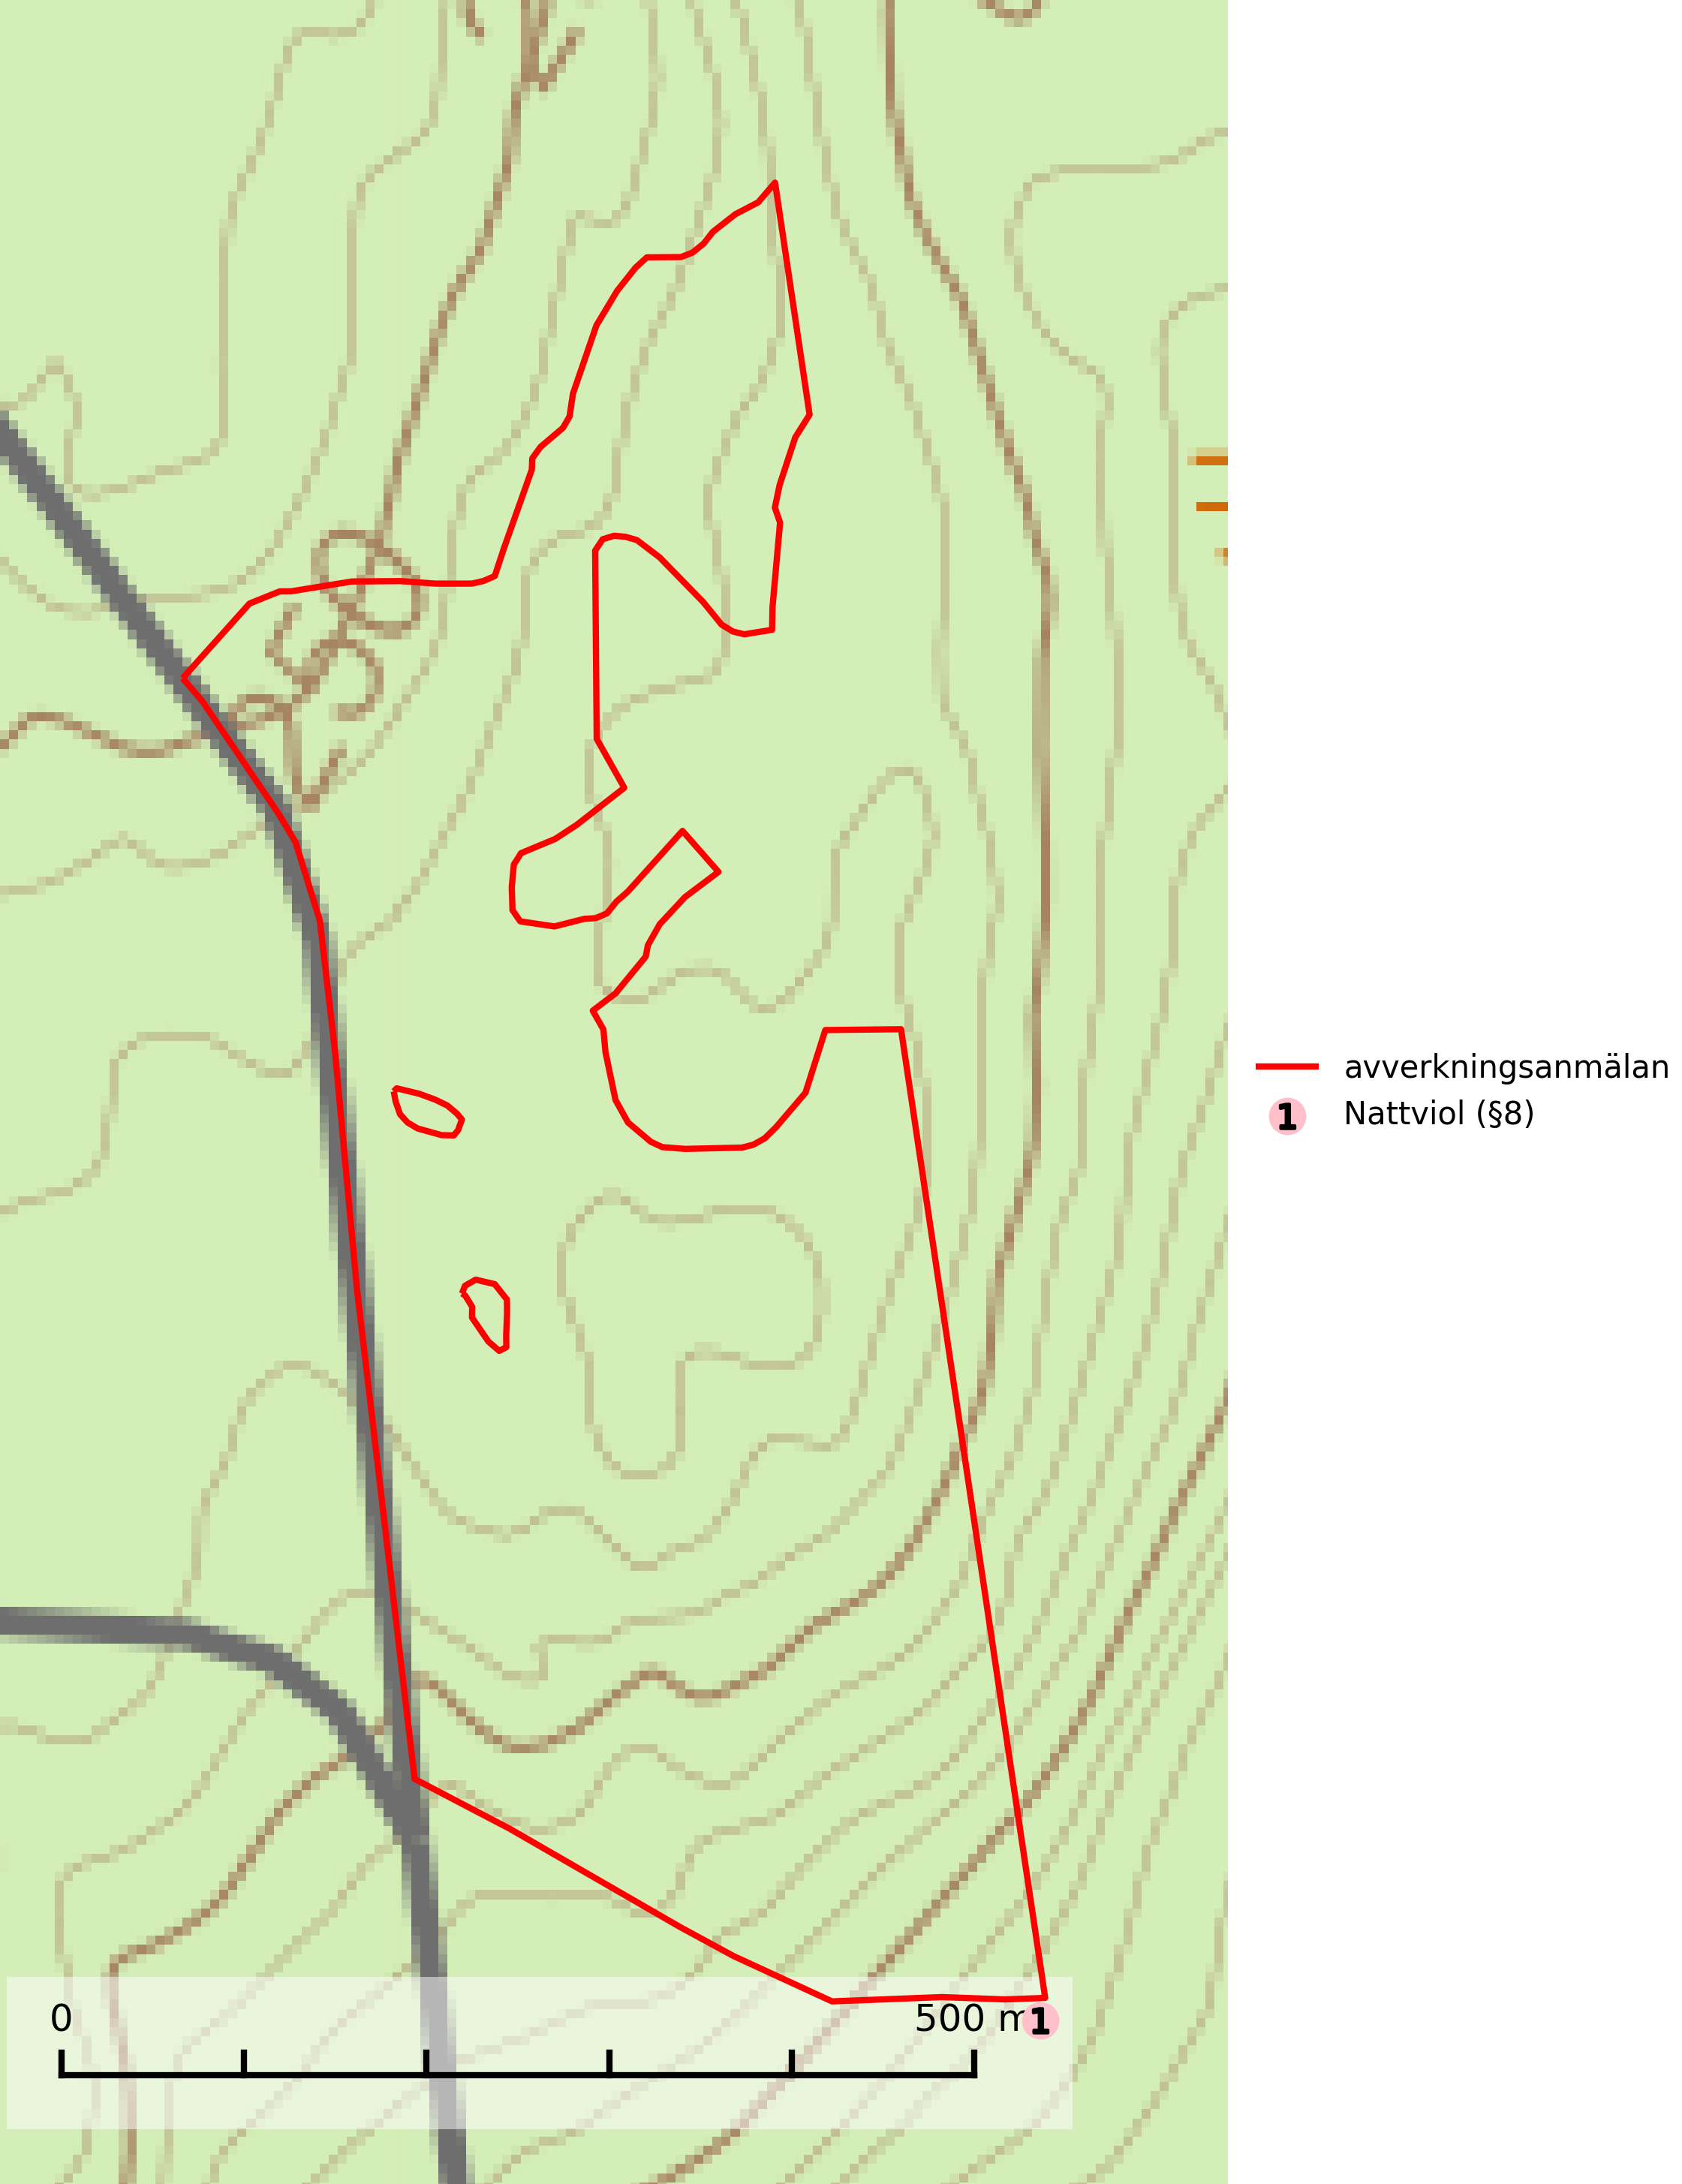 avverkningsanmälan
1 Nattviol (§8)
0 500 m
1